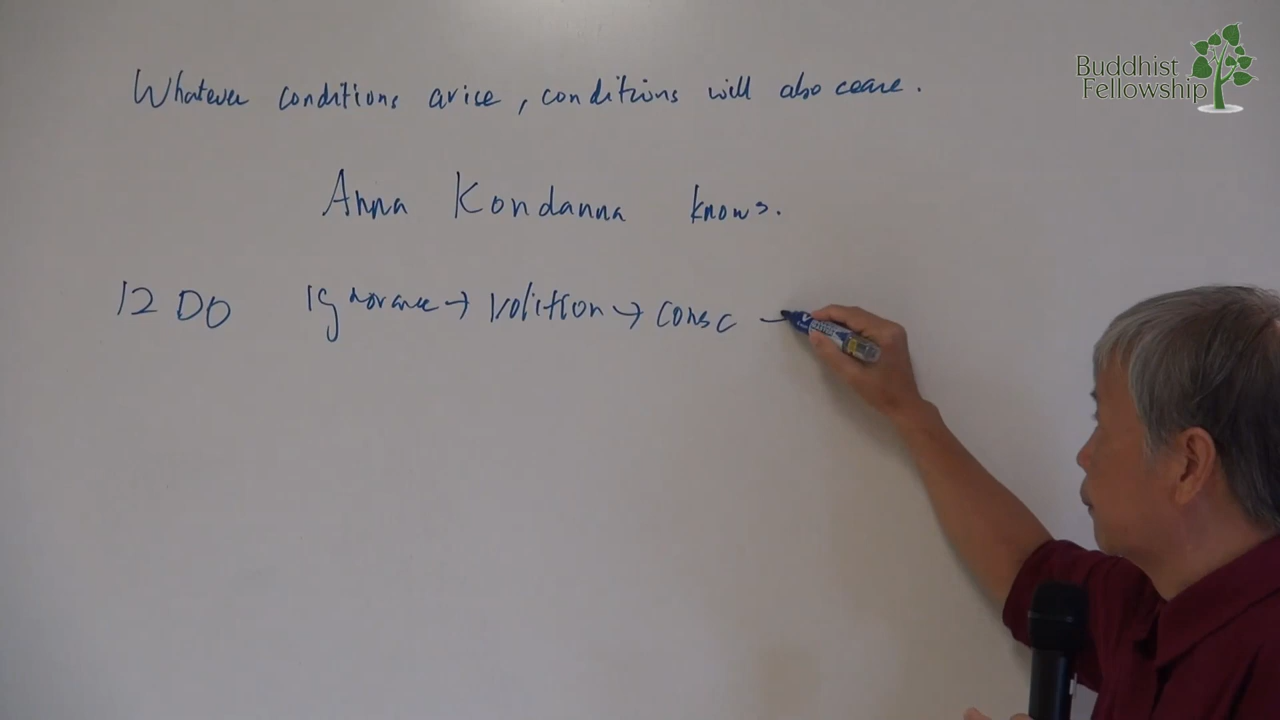 Buddhist
Fellowship
Whatever conditions arise, conditions will also cease.
Anna Kondanna knows.
12 DO Ignorance → Volition → Consc →